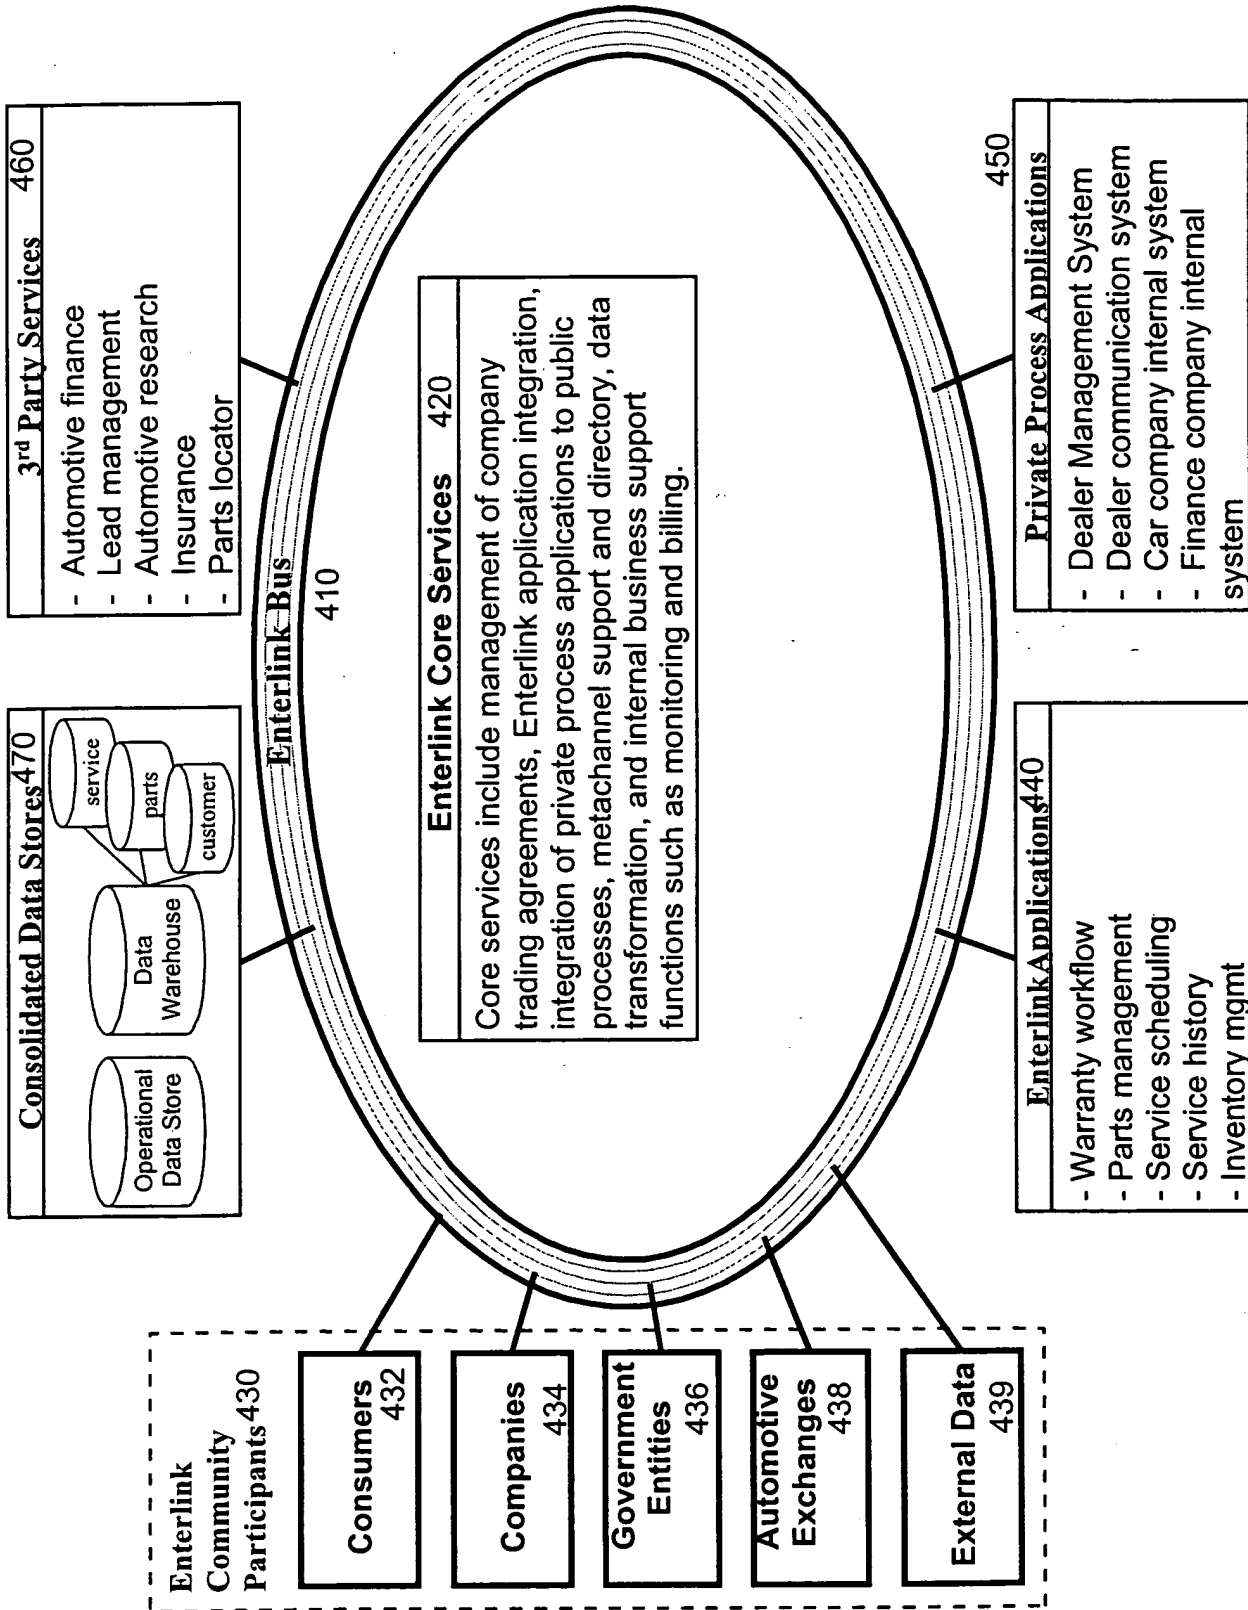 Enterlink
Community
Participants 430
Consumers
432
Companies
434
Government
Entities
436
Automotive
Exchanges
438
External Data
439
Consolidated Data Stores 470
Operational
Data Store
Data
Warehouse
service
parts
customer
3rd Party Services 460
- Automotive finance
- Lead management
- Automotive research
- Insurance
- Parts locator
Enterlink Bus
410
Enterlink Core Services 420
Core services include management of company
trading agreements, Enterlink application integration,
integration of private process applications to public
processes, metachannel support and directory, data
transformation, and internal business support
functions such as monitoring and billing.
Enterlink Applications 440
- Warranty workflow
- Parts management
- Service scheduling
- Service history
- Inventory mgmt
450
Private Process Applications
- Dealer Management System
- Dealer communication system
- Car company internal system
- Finance company internal
system